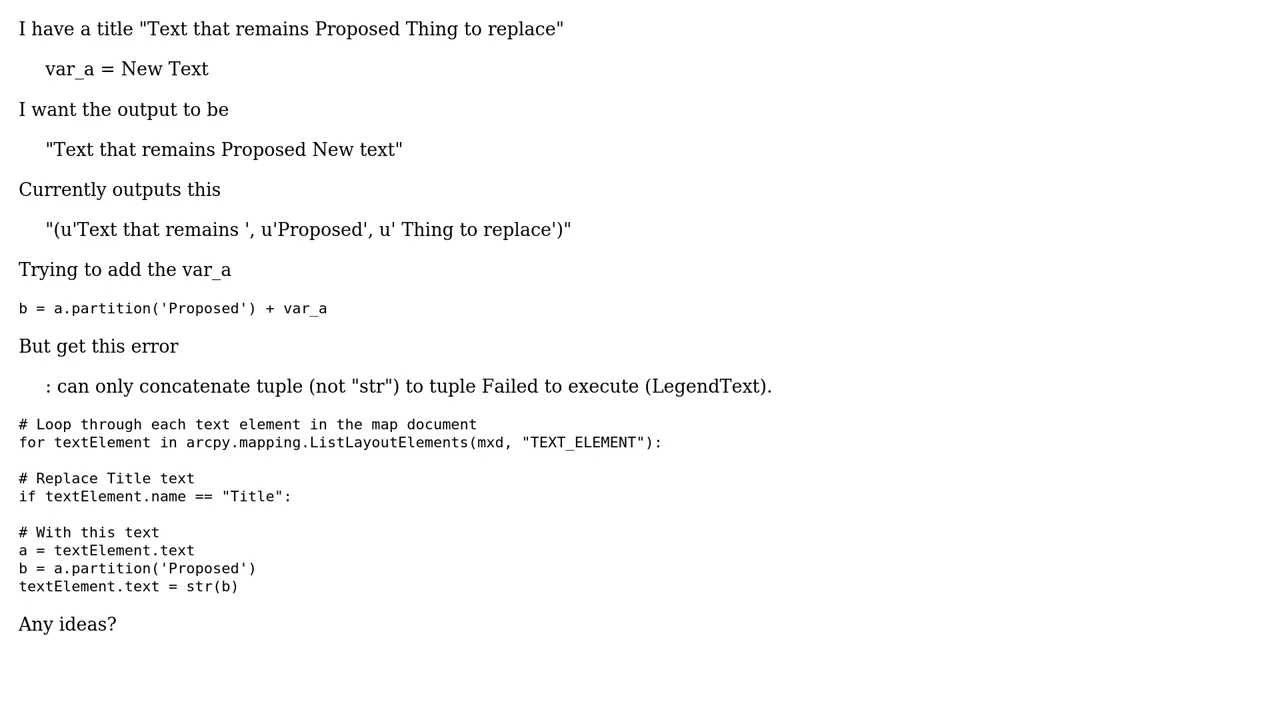 I have a title "Text that remains Proposed Thing to replace"
var_a = New Text
I want the output to be
"Text that remains Proposed New text"
Currently outputs this
"(u'Text that remains ', u'Proposed', u' Thing to replace')"
Trying to add the var_a
b = a.partition('Proposed') + var_a
But get this error
: can only concatenate tuple (not "str") to tuple Failed to execute (LegendText).
# Loop through each text element in the map document
for textElement in arcpy.mapping.ListLayoutElements(mxd, "TEXT_ELEMENT"):
# Replace Title text
if textElement.name == "Title":
# With this text
a = textElement.text
b = a.partition('Proposed')
textElement.text = str(b)
Any ideas?